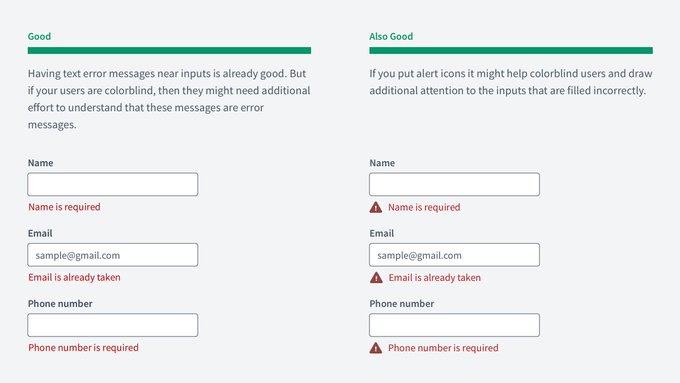 Good
Having text error messages near inputs is already good. But
if your users are colorblind, then they might need additional
effort to understand that these messages are error
messages.
Name
Name is required
Email
sample@gmail.com
Email is already taken
Phone number
Phone number is required
Also Good
If you put alert icons it might help colorblind users and draw
additional attention to the inputs that are filled incorrectly.
Name
Name is required
Email
sample@gmail.com
Email is already taken
Phone number
Phone number is required